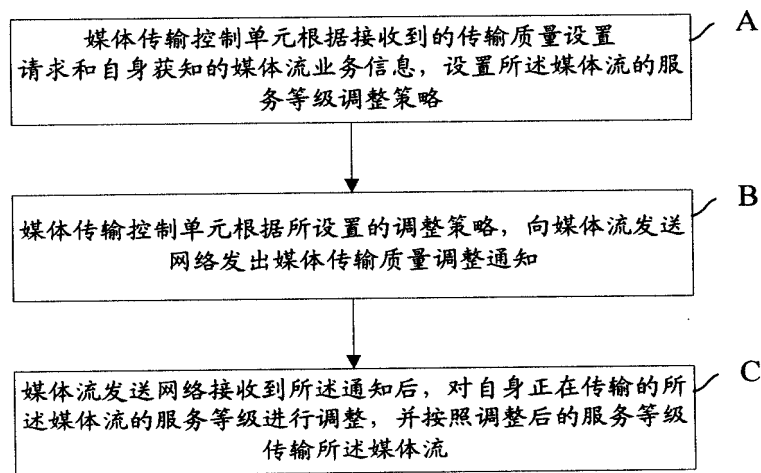 媒体传输控制单元根据接收到的传输质量设置
请求和自身获知的媒体流业务信息，设置所述媒体流的服
务等级调整策略
A
媒体传输控制单元根据所设置的调整策略，向媒体流发送
网络发出媒体传输质量调整通知
B
媒体流发送网络接收到所述通知后，对自身正在传输的所
述媒体流的服务等级进行调整，并按照调整后的服务等级
传输所述媒体流
C